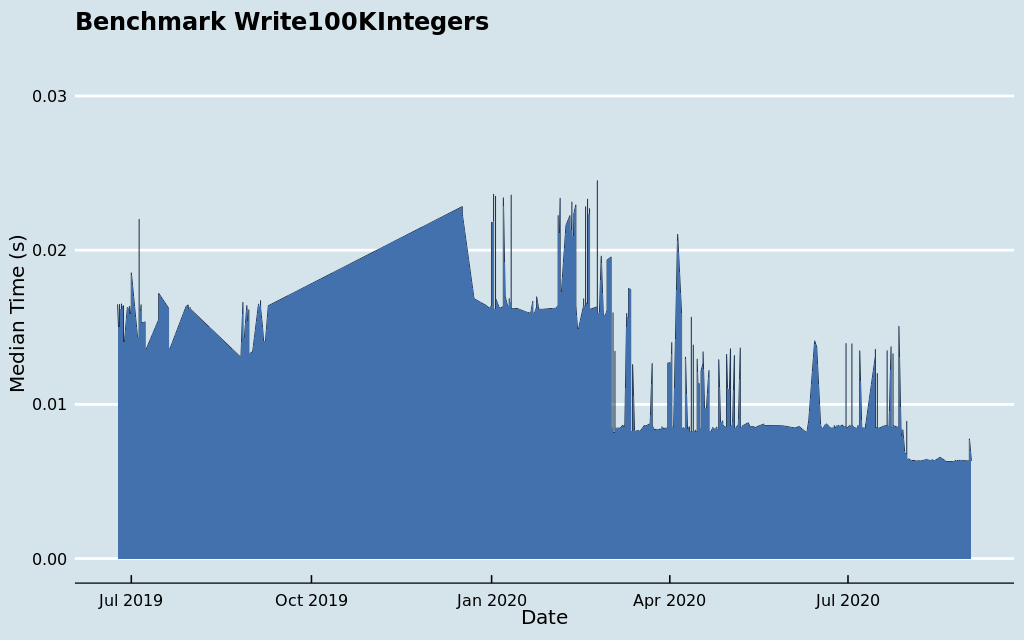 Benchmark Write100KIntegers
Median Time (s)
0.03
0.02
0.01
0.00
Jul 2019
Oct 2019
Jan 2020
Apr 2020
Jul 2020
Date